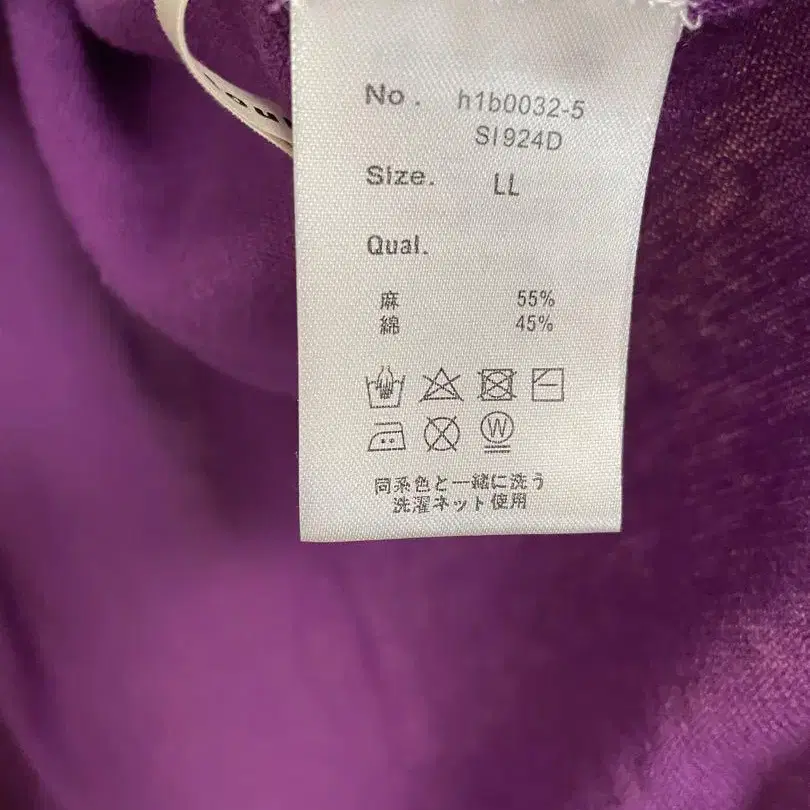 No. h1b0032-5
SI924D
Size. LL
Qual.
麻 55%
綿 45%
W
同系色と一緒に洗う
洗濯ネット使用